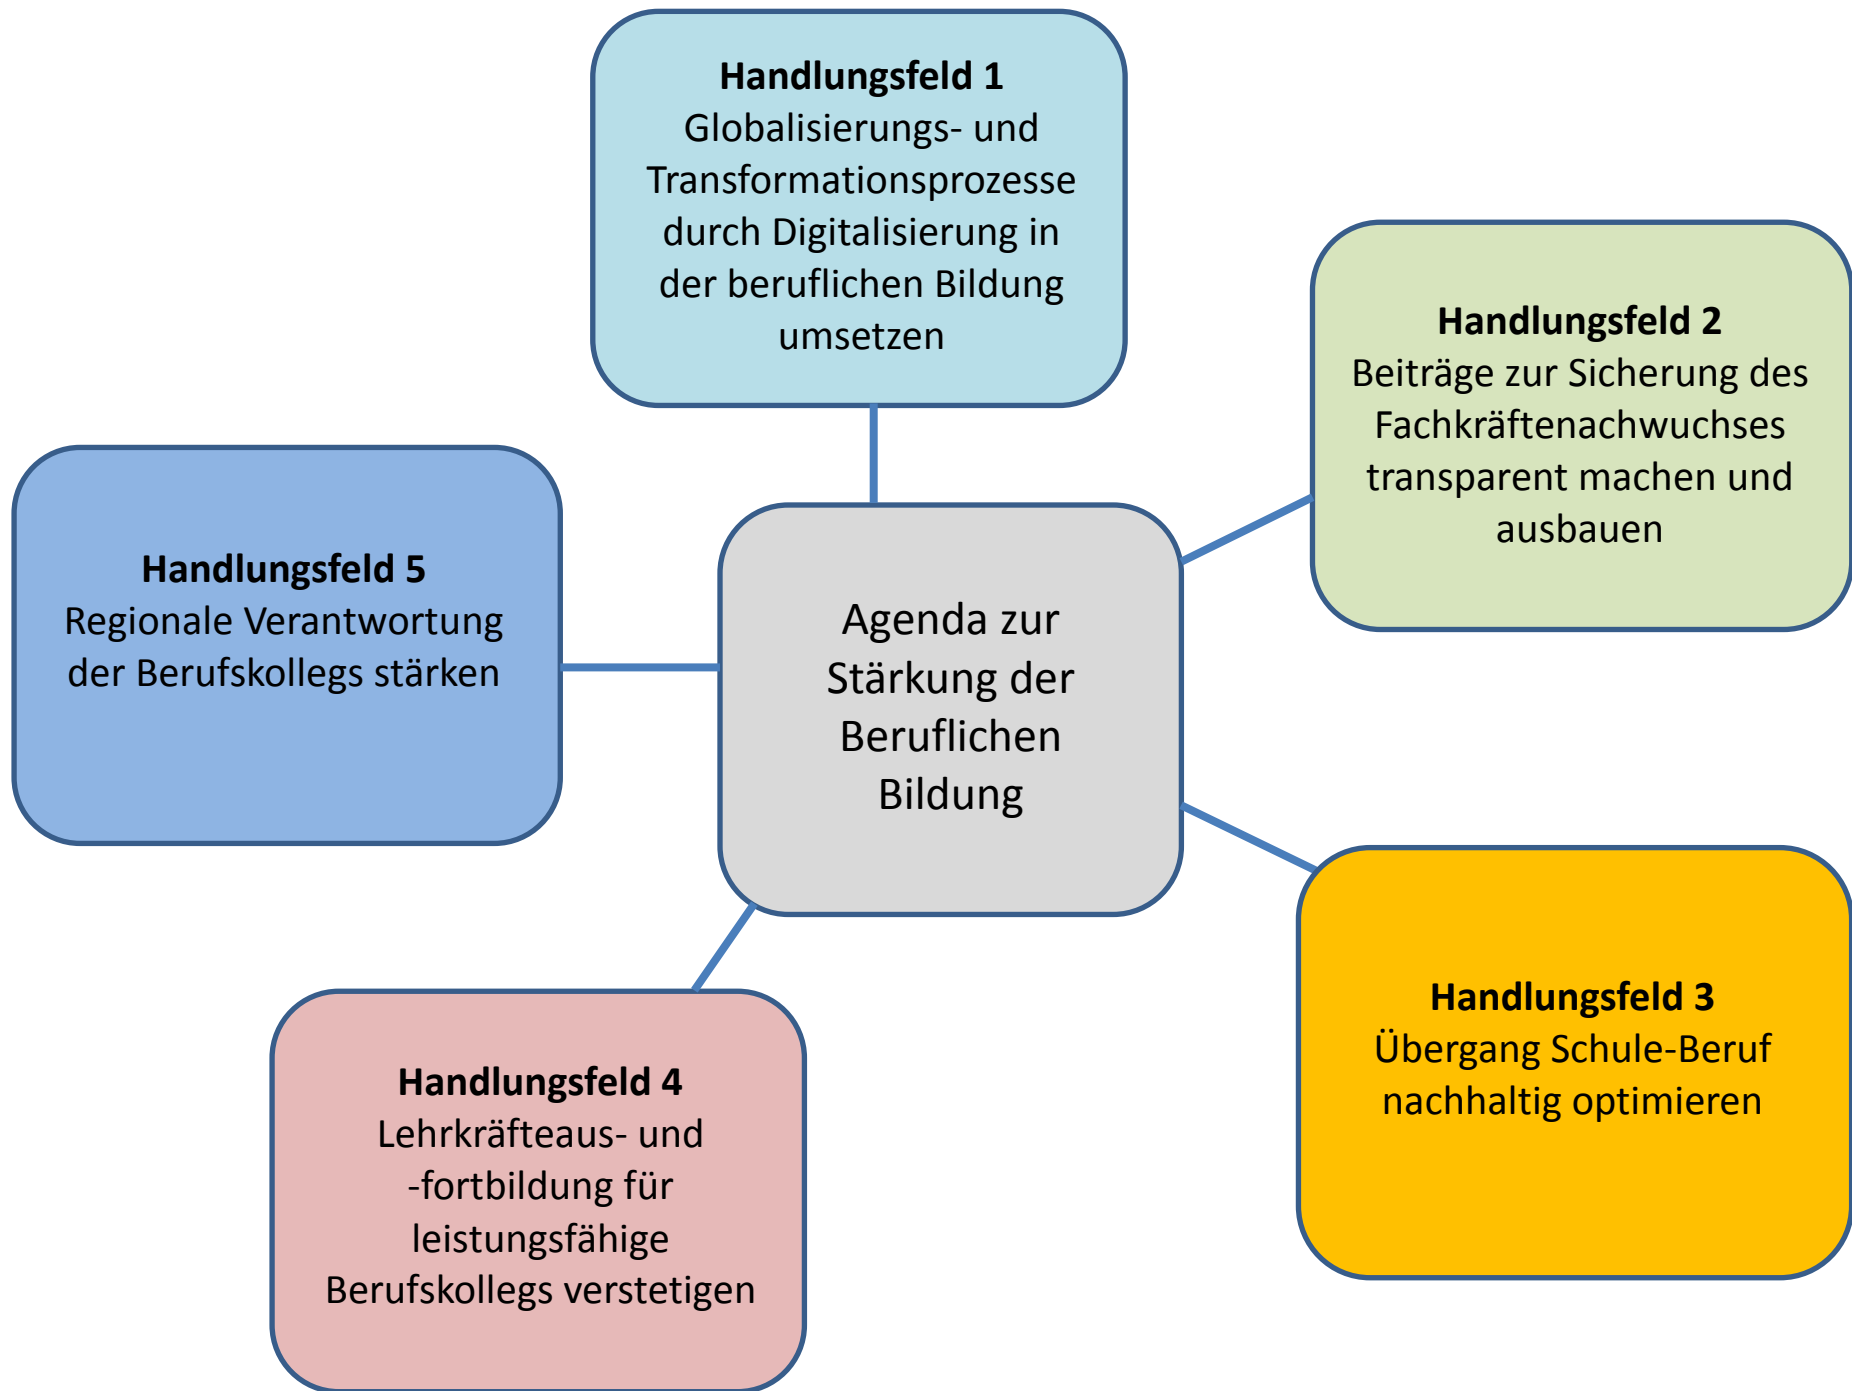 Handlungsfeld 1
Globalisierungs- und
Transformationsprozesse
durch Digitalisierung in
der beruflichen Bildung
umsetzen
Handlungsfeld 2
Beiträge zur Sicherung des
Fachkräftenachwuchses
transparent machen und
ausbauen
Handlungsfeld 5
Regionale Verantwortung
der Berufskollegs stärken
Agenda zur
Stärkung der
Beruflichen
Bildung
Handlungsfeld 3
Übergang Schule-Beruf
nachhaltig optimieren
Handlungsfeld 4
Lehrkräfteaus- und
-fortbildung für
leistungsfähige
Berufskollegs verstetigen